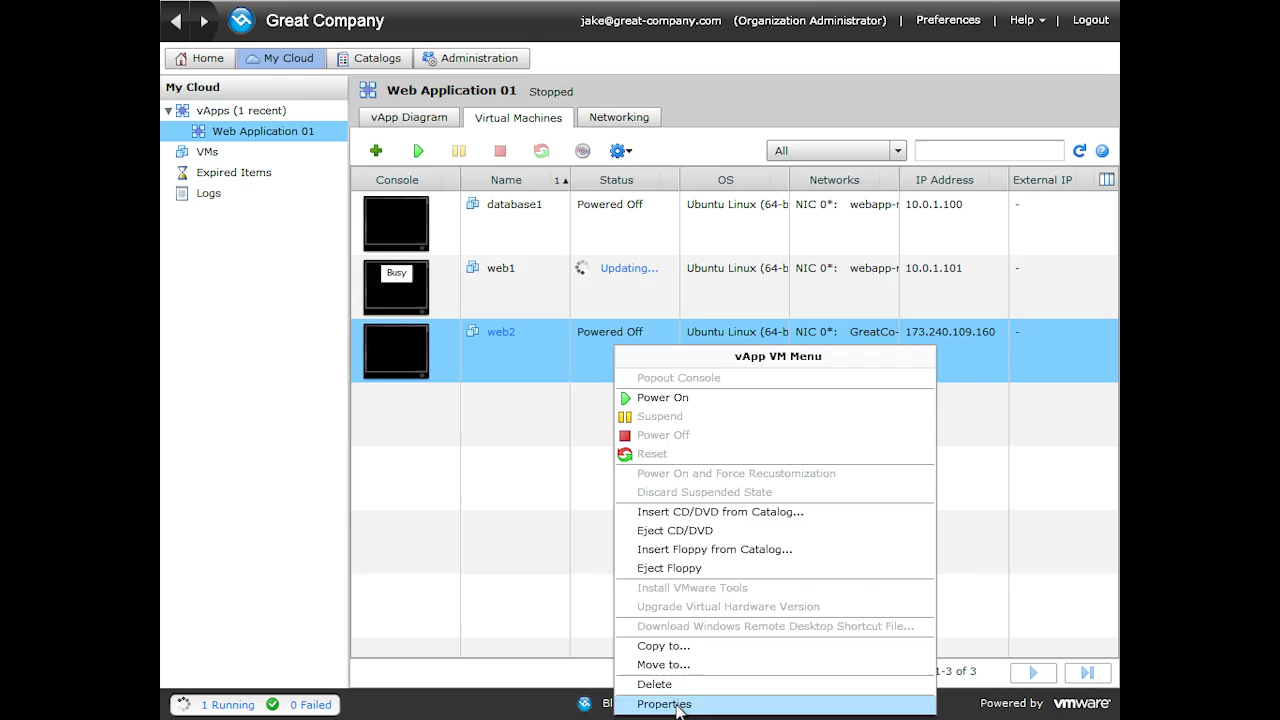 Great Company jake@great-company.com (Organization Administrator) | Preferences | Help | Logout
Home My Cloud Catalogs Administration
My Cloud
vApps (1 recent)
Web Application 01
VMs
Expired Items
Logs
Web Application 01 Stopped
vApp Diagram Virtual Machines Networking
All
Console Name 1 Status OS Networks IP Address External IP
database1 Powered Off Ubuntu Linux (64-b NIC 0*: webapp-r 10.0.1.100 -
Busy web1 Updating... Ubuntu Linux (64-b NIC 0*: webapp-r 10.0.1.101 -
web2 Powered Off Ubuntu Linux (64-b NIC 0*: GreatCo- 173.240.109.160 -
vApp VM Menu
Popout Console
Power On
Suspend
Power Off
Reset
Power On and Force Recustomization
Discard Suspended State
Insert CD/DVD from Catalog...
Eject CD/DVD
Insert Floppy from Catalog...
Eject Floppy
Install VMware Tools
Upgrade Virtual Hardware Version
Download Windows Remote Desktop Shortcut File...
Copy to...
Move to...
Delete
Properties
1-3 of 3
1 Running 0 Failed Bl Powered by vmware